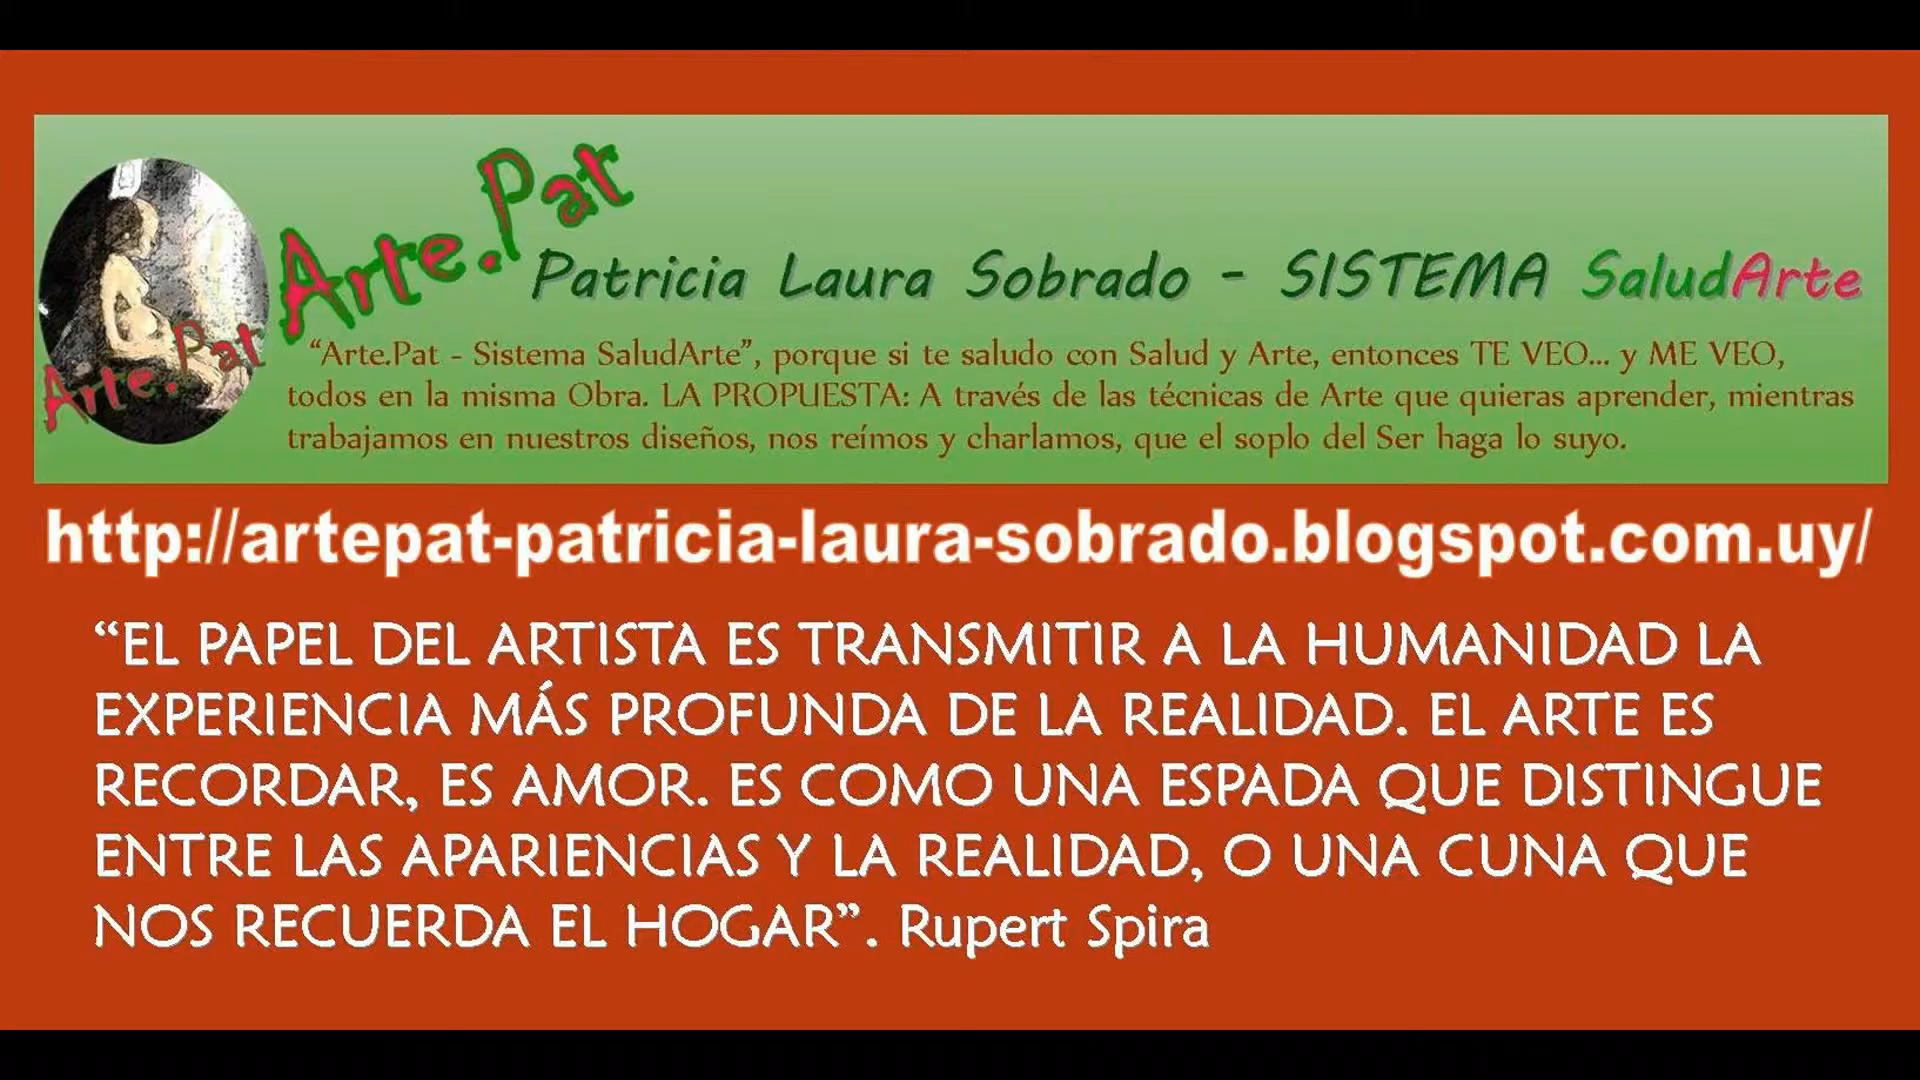 Arte.Pat
Arte.Pat
Patricia Laura Sobrado - SISTEMA SaludArte
“Arte.Pat - Sistema SaludArte”, porque si te saludo con Salud y Arte, entonces TE VEO... y ME VEO,
todos en la misma Obra. LA PROPUESTA: A través de las técnicas de Arte que quieras aprender, mientras
trabajamos en nuestros diseños, nos reímos y charlamos, que el soplo del Ser haga lo suyo.
http://artepat-patricia-laura-sobrado.blogspot.com.uy/
“EL PAPEL DEL ARTISTA ES TRANSMITIR A LA HUMANIDAD LA
EXPERIENCIA MÁS PROFUNDA DE LA REALIDAD. EL ARTE ES
RECORDAR, ES AMOR. ES COMO UNA ESPADA QUE DISTINGUE
ENTRE LAS APARIENCIAS Y LA REALIDAD, O UNA CUNA QUE
NOS RECUERDA EL HOGAR”. Rupert Spira